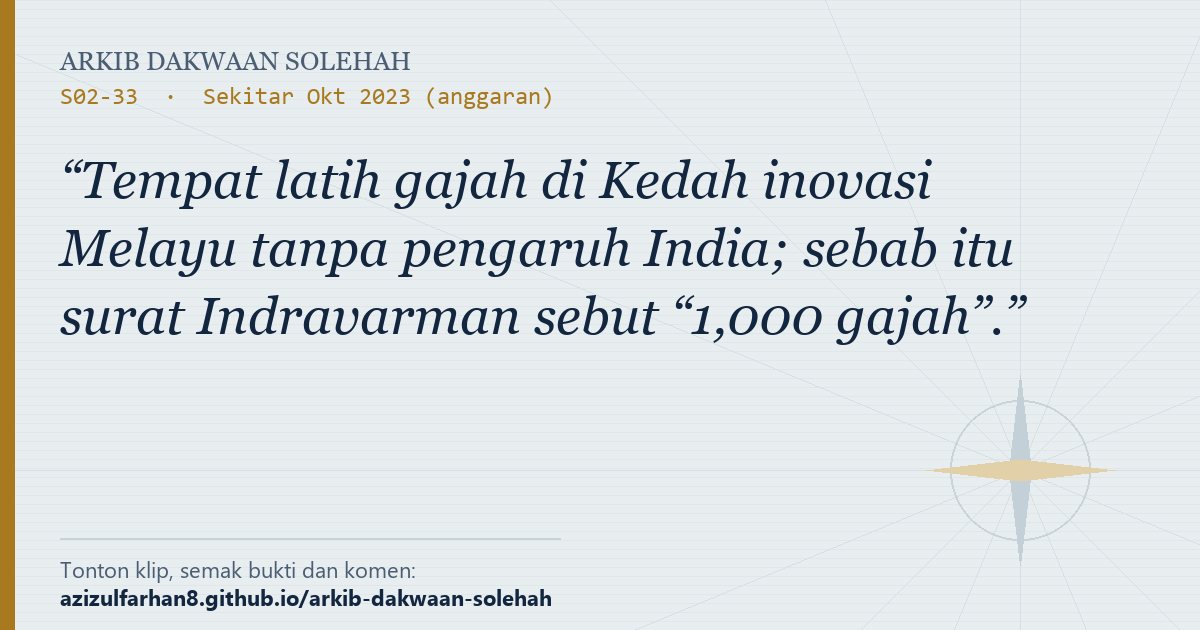 ARKIB DAKWAAN SOLEHAH
S02-33 · Sekitar Okt 2023 (anggaran)
“Tempat latih gajah di Kedah inovasi
Melayu tanpa pengaruh India; sebab itu
surat Indravarman sebut “1,000 gajah”.”
Tonton klip, semak bukti dan komen:
azizulfarhan8.github.io/arkib-dakwaan-solehah